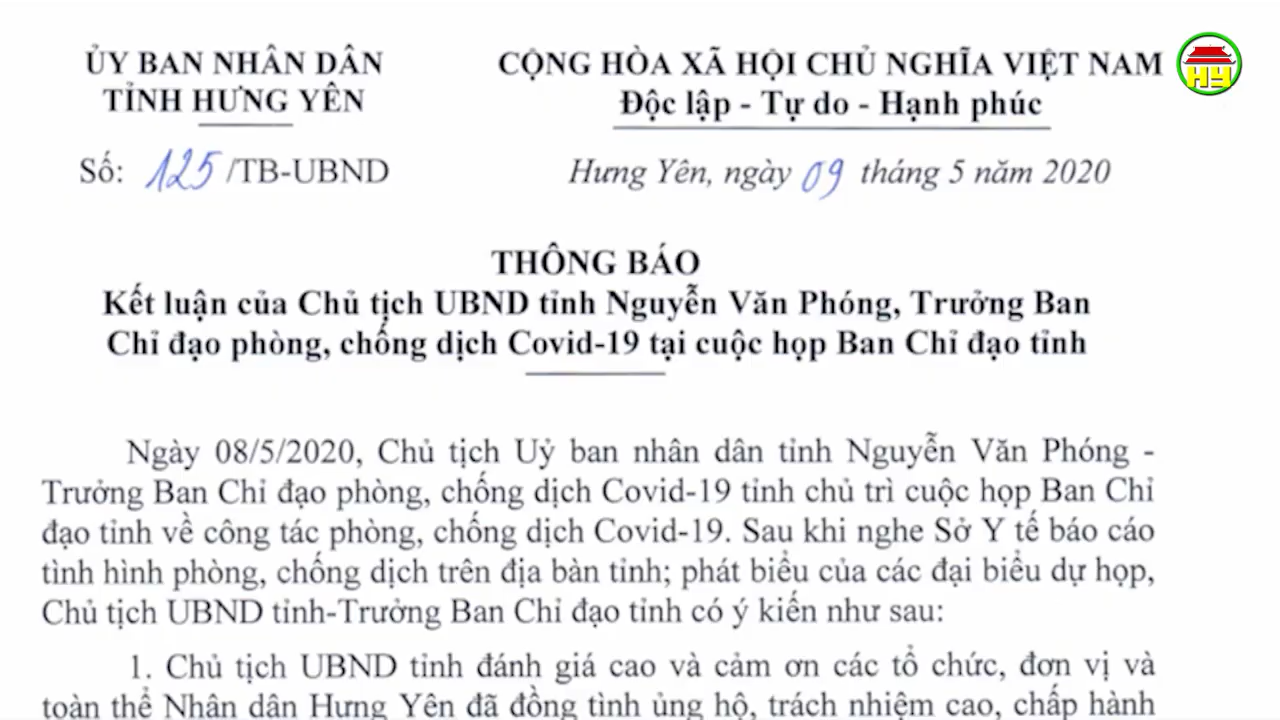 ỦY BAN NHÂN DÂN
TỈNH HƯNG YÊN
CỘNG HÒA XÃ HỘI CHỦ NGHĨA VIỆT NAM
Độc lập - Tự do - Hạnh phúc
HY
Số: 125/TB-UBND
Hưng Yên, ngày 09 tháng 5 năm 2020
THÔNG BÁO
Kết luận của Chủ tịch UBND tỉnh Nguyễn Văn Phóng, Trưởng Ban
Chỉ đạo phòng, chống dịch Covid-19 tại cuộc họp Ban Chỉ đạo tỉnh
Ngày 08/5/2020, Chủ tịch Uỷ ban nhân dân tỉnh Nguyễn Văn Phóng -
Trưởng Ban Chỉ đạo phòng, chống dịch Covid-19 tỉnh chủ trì cuộc họp Ban Chỉ
đạo tỉnh về công tác phòng, chống dịch Covid-19. Sau khi nghe Sở Y tế báo cáo
tình hình phòng, chống dịch trên địa bàn tỉnh; phát biểu của các đại biểu dự họp,
Chủ tịch UBND tỉnh-Trưởng Ban Chỉ đạo tỉnh có ý kiến như sau:
1. Chủ tịch UBND tỉnh đánh giá cao và cảm ơn các tổ chức, đơn vị và
toàn thể Nhân dân Hưng Yên đã đồng tình ủng hộ, trách nhiệm cao, chấp hành